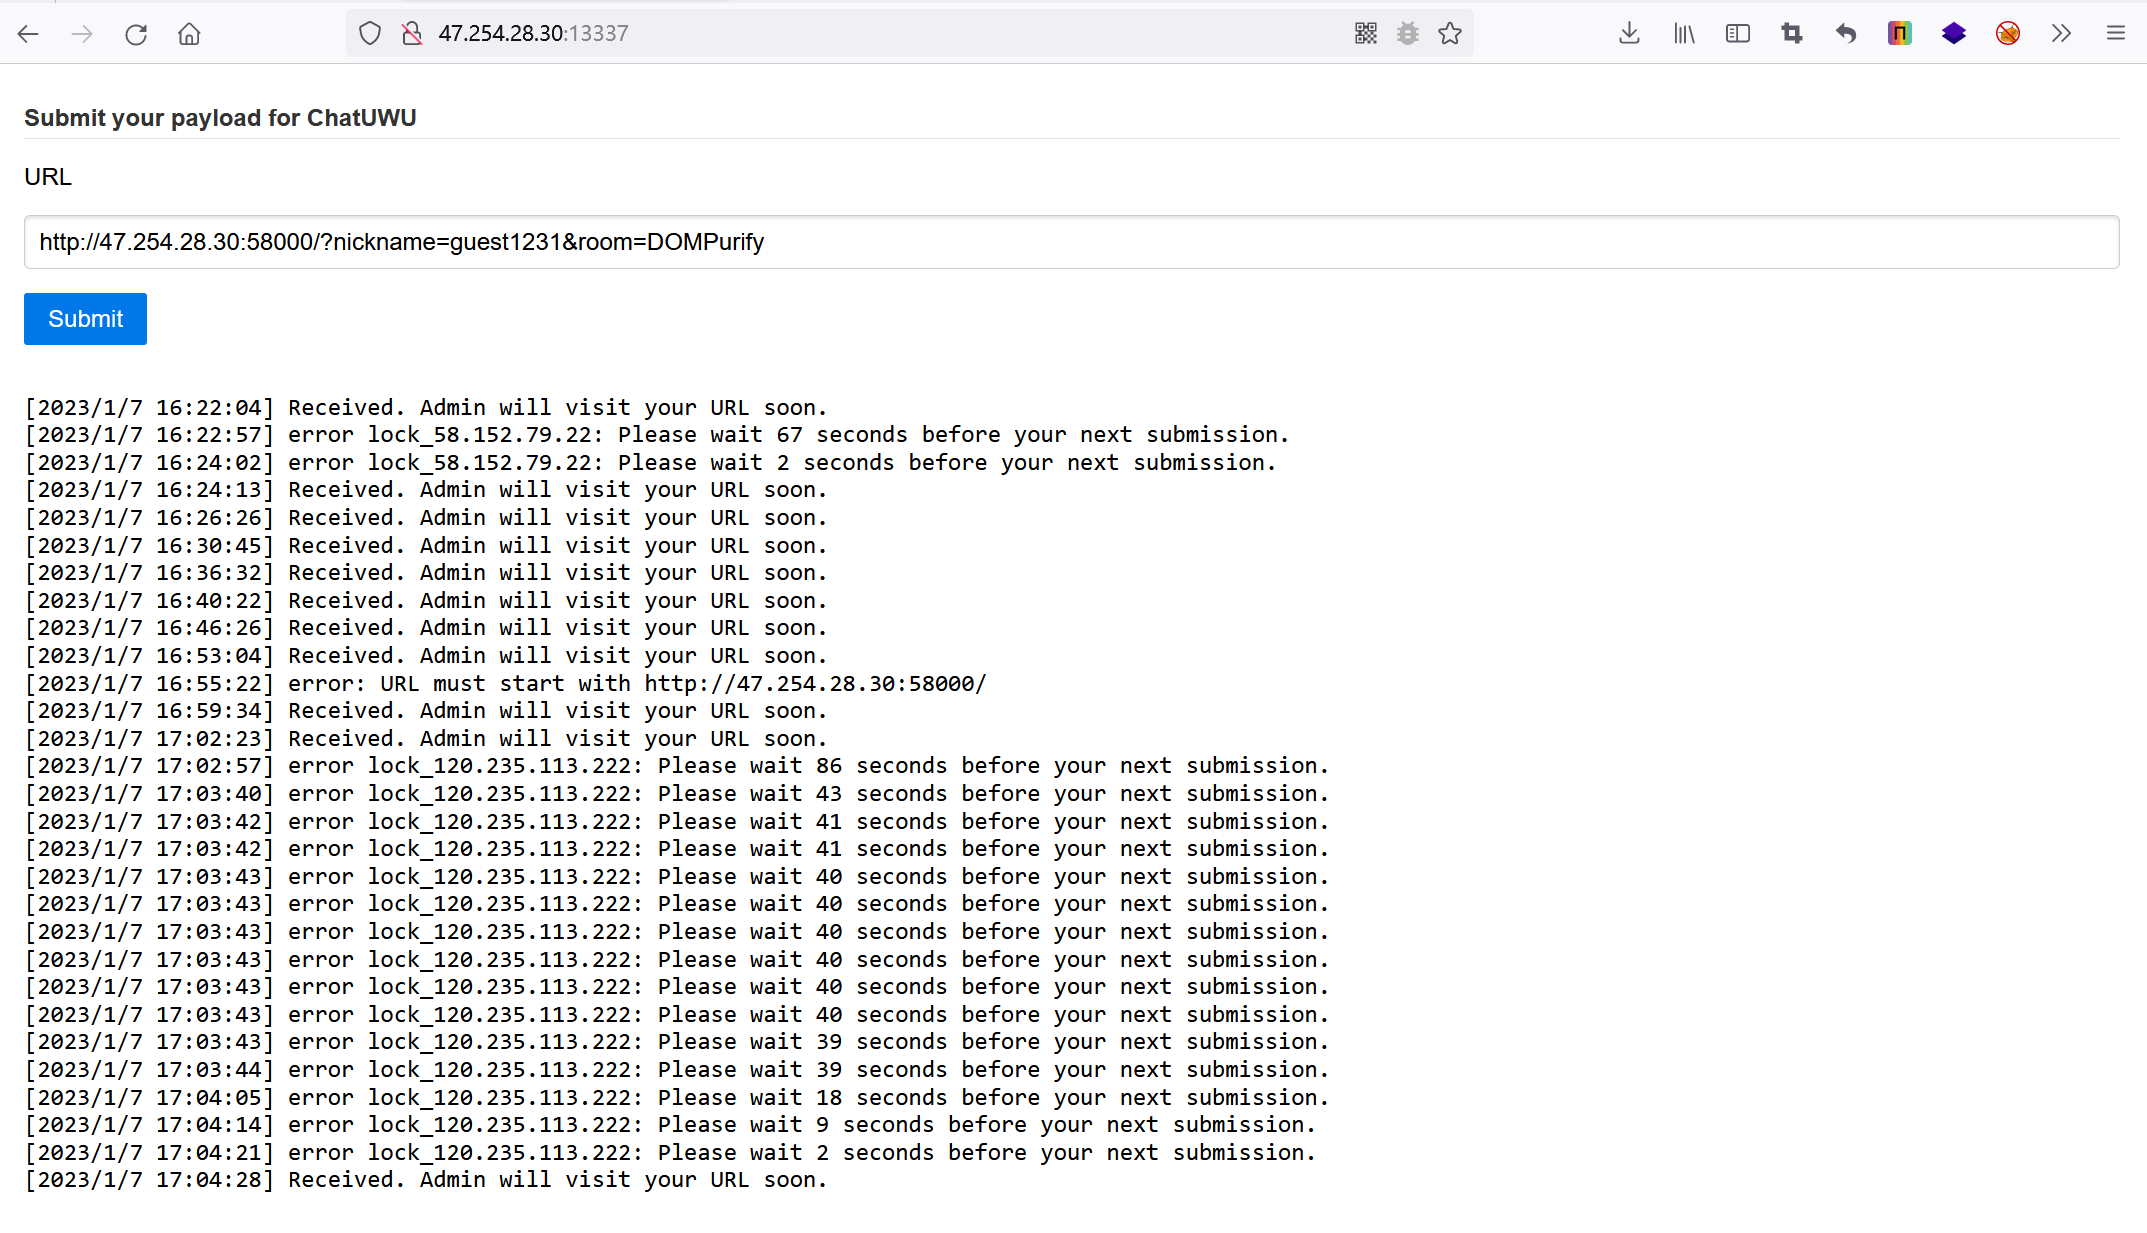 47.254.28.30:13337
Submit your payload for ChatUWU
URL
http://47.254.28.30:58000/?nickname=guest1231&room=DOMPurify
Submit
[2023/1/7 16:22:04] Received. Admin will visit your URL soon.
[2023/1/7 16:22:57] error lock_58.152.79.22: Please wait 67 seconds before your next submission.
[2023/1/7 16:24:02] error lock_58.152.79.22: Please wait 2 seconds before your next submission.
[2023/1/7 16:24:13] Received. Admin will visit your URL soon.
[2023/1/7 16:26:26] Received. Admin will visit your URL soon.
[2023/1/7 16:30:45] Received. Admin will visit your URL soon.
[2023/1/7 16:36:32] Received. Admin will visit your URL soon.
[2023/1/7 16:40:22] Received. Admin will visit your URL soon.
[2023/1/7 16:46:26] Received. Admin will visit your URL soon.
[2023/1/7 16:53:04] Received. Admin will visit your URL soon.
[2023/1/7 16:55:22] error: URL must start with http://47.254.28.30:58000/
[2023/1/7 16:59:34] Received. Admin will visit your URL soon.
[2023/1/7 17:02:23] Received. Admin will visit your URL soon.
[2023/1/7 17:02:57] error lock_120.235.113.222: Please wait 86 seconds before your next submission.
[2023/1/7 17:03:40] error lock_120.235.113.222: Please wait 43 seconds before your next submission.
[2023/1/7 17:03:42] error lock_120.235.113.222: Please wait 41 seconds before your next submission.
[2023/1/7 17:03:42] error lock_120.235.113.222: Please wait 41 seconds before your next submission.
[2023/1/7 17:03:43] error lock_120.235.113.222: Please wait 40 seconds before your next submission.
[2023/1/7 17:03:43] error lock_120.235.113.222: Please wait 40 seconds before your next submission.
[2023/1/7 17:03:43] error lock_120.235.113.222: Please wait 40 seconds before your next submission.
[2023/1/7 17:03:43] error lock_120.235.113.222: Please wait 40 seconds before your next submission.
[2023/1/7 17:03:43] error lock_120.235.113.222: Please wait 40 seconds before your next submission.
[2023/1/7 17:03:43] error lock_120.235.113.222: Please wait 40 seconds before your next submission.
[2023/1/7 17:03:43] error lock_120.235.113.222: Please wait 39 seconds before your next submission.
[2023/1/7 17:03:44] error lock_120.235.113.222: Please wait 39 seconds before your next submission.
[2023/1/7 17:04:05] error lock_120.235.113.222: Please wait 18 seconds before your next submission.
[2023/1/7 17:04:14] error lock_120.235.113.222: Please wait 9 seconds before your next submission.
[2023/1/7 17:04:21] error lock_120.235.113.222: Please wait 2 seconds before your next submission.
[2023/1/7 17:04:28] Received. Admin will visit your URL soon.